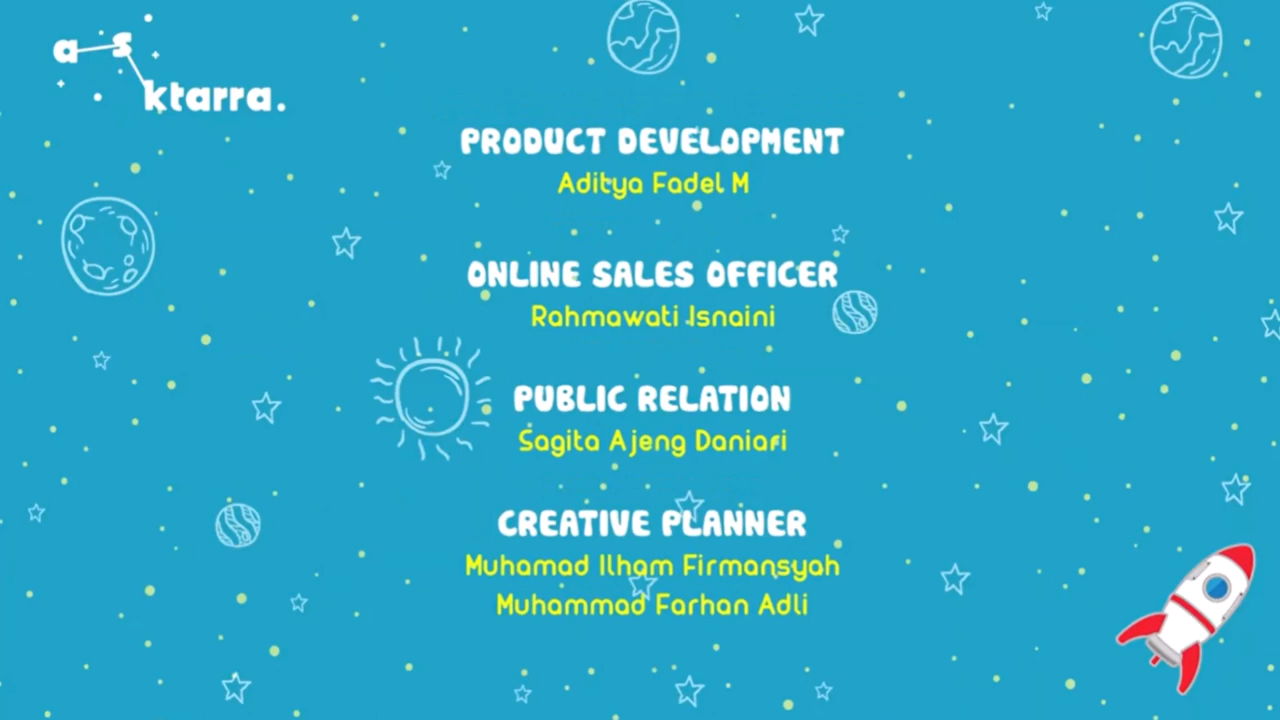 a s
ktarra.
PRODUCT DEVELOPMENT
Aditya Fadel M
ONLINE SALES OFFICER
Rahmawati Isnaini
PUBLIC RELATION
Sagita Ajeng Daniari
CREATIVE PLANNER
Muhamad Ilham Firmansyah
Muhammad Farhan Adli